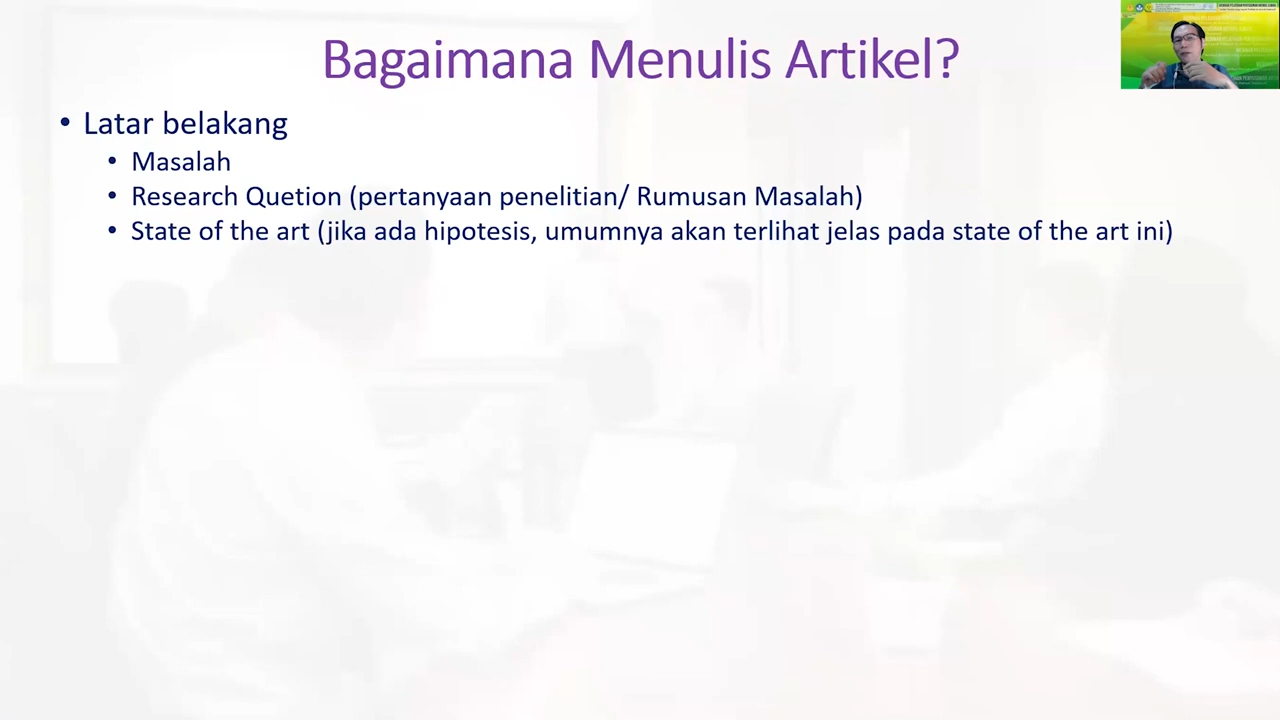 Bagaimana Menulis Artikel?
• Latar belakang
• Masalah
• Research Quetion (pertanyaan penelitian/ Rumusan Masalah)
• State of the art (jika ada hipotesis, umumnya akan terlihat jelas pada state of the art ini)